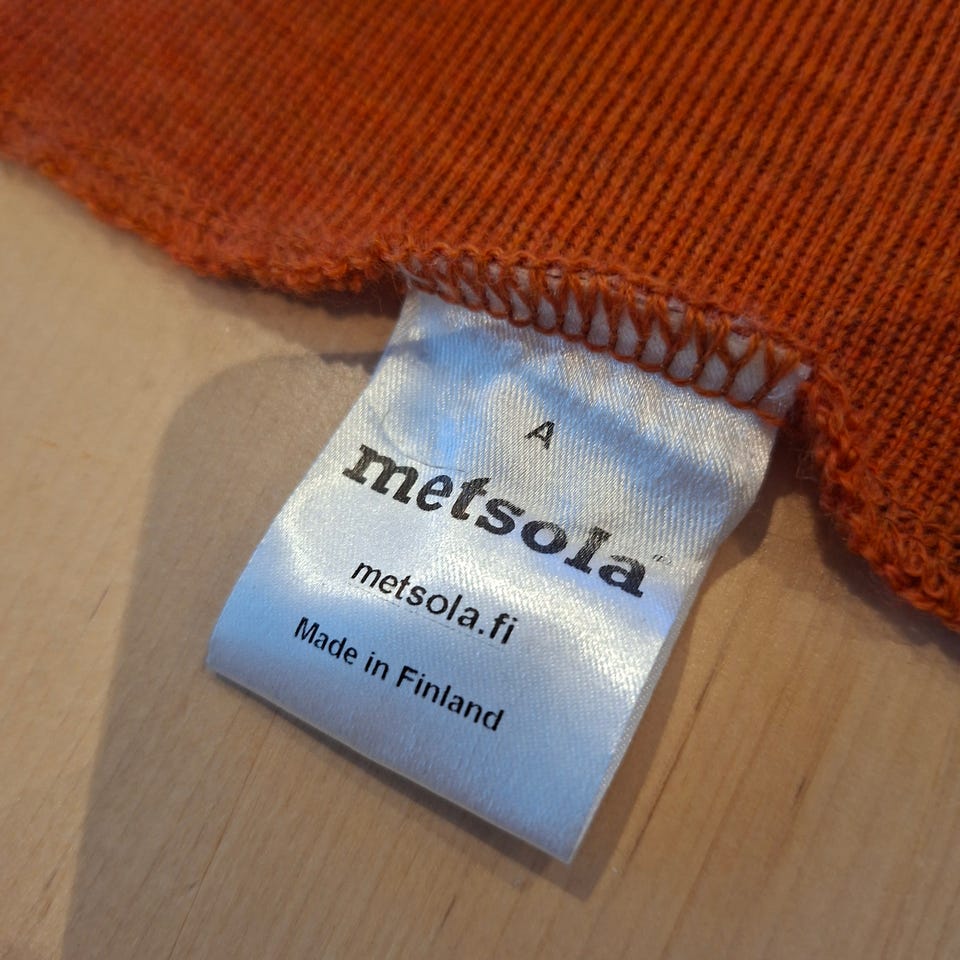 A
metsola
metsola.fi
Made in Finland